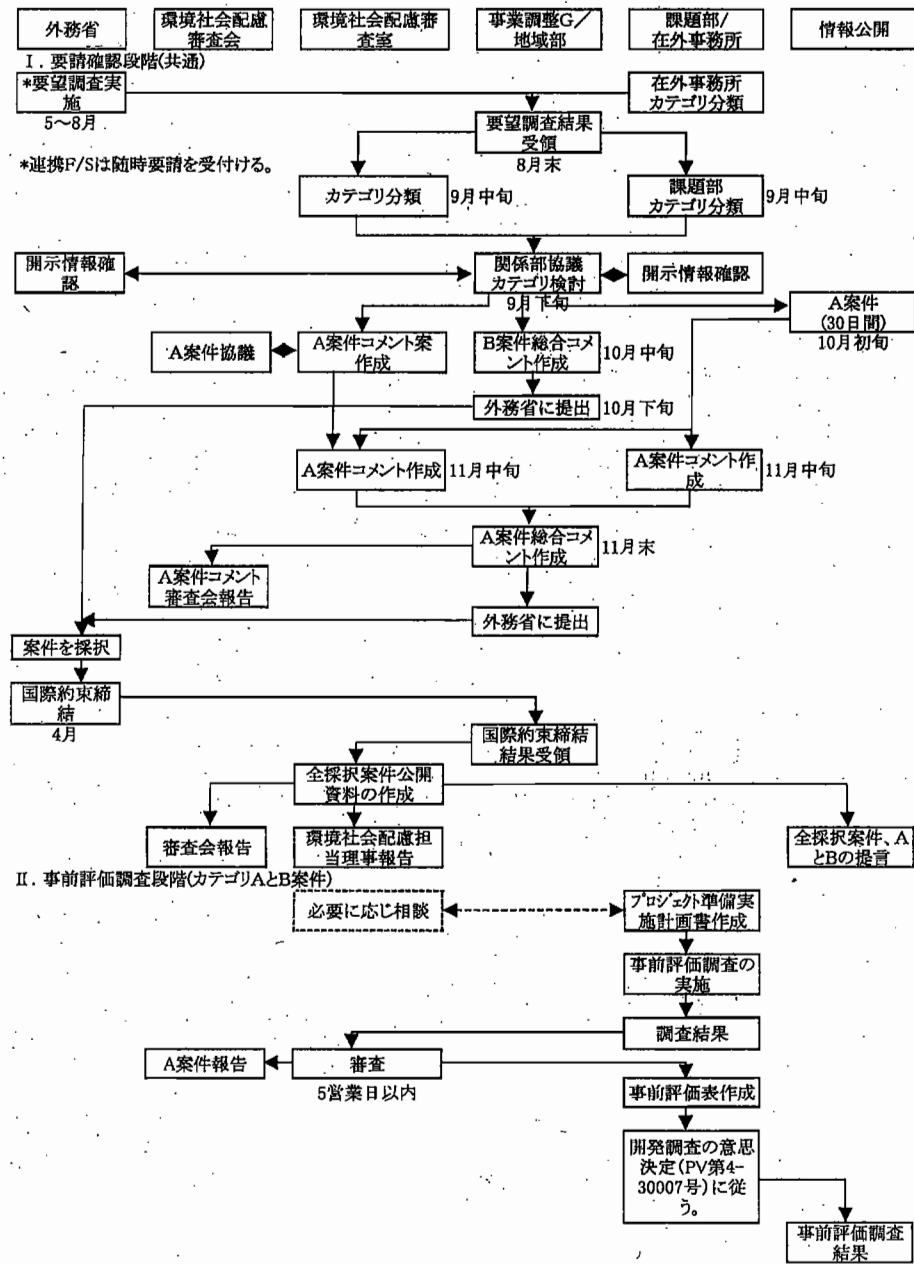 外務省
環境社会配慮
審査会
環境社会配慮審
査室
事業調整G／
地域部
課題部/
在外事務所
情報公開
Ⅰ．要請確認段階(共通)
*要望調査実
施
5～8月
在外事務所
カテゴリ分類
要望調査結果
受領
8月末
*連携F/Sは随時要請を受付ける。
カテゴリ分類
9月中旬
課題部
カテゴリ分類
9月中旬
開示情報確
認
関係部協議
カテゴリ検討
9月下旬
開示情報確認
A案件
(30日間)
10月初旬
A案件協議
A案件コメント案
作成
B案件総合コメ
ント作成
10月中旬
外務省に提出
10月下旬
A案件コメント作成
11月中旬
A案件コメント作
成
11月中旬
A案件総合コメ
ント作成
11月末
A案件コメント
審査会報告
外務省に提出
案件を採択
国際約束締
結
4月
国際約束締結
結果受領
全採択案件公開
資料の作成
審査会報告
環境社会配慮担
当理事報告
全採択案件、A
とBの提言
Ⅱ．事前評価調査段階(カテゴリAとB案件)
必要に応じ相談
プロジェクト準備実
施計画書作成
事前評価調査の
実施
調査結果
A案件報告
審査
5営業日以内
事前評価表作成
開発調査の意思
決定(PV第4-
30007号)に従
う。
事前評価調査
結果